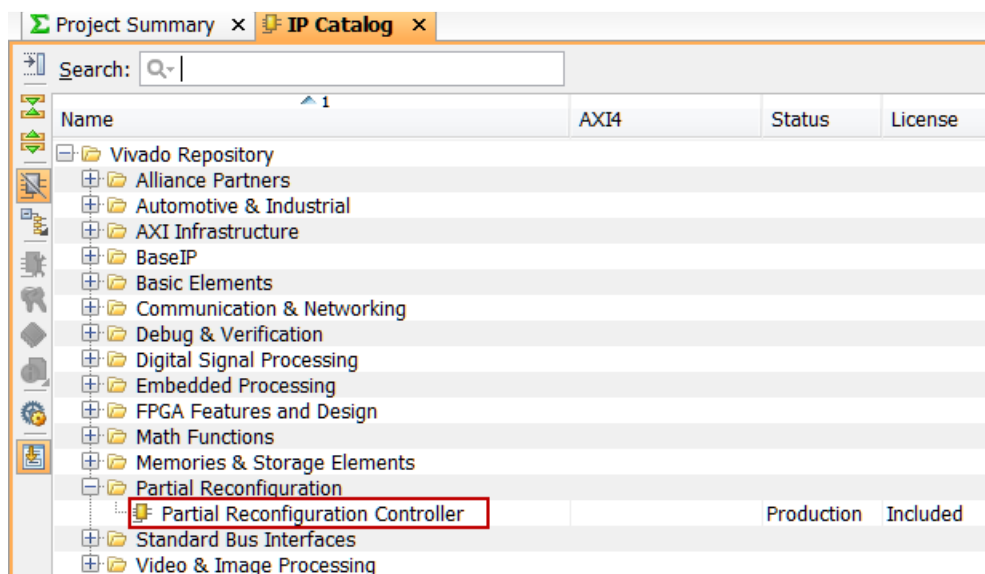 Project Summary × IP Catalog ×
Search:
1
Name AXI4 Status License
Vivado Repository
Alliance Partners
Automotive & Industrial
AXI Infrastructure
BaseIP
Basic Elements
Communication & Networking
Debug & Verification
Digital Signal Processing
Embedded Processing
FPGA Features and Design
Math Functions
Memories & Storage Elements
Partial Reconfiguration
Partial Reconfiguration Controller Production Included
Standard Bus Interfaces
Video & Image Processing